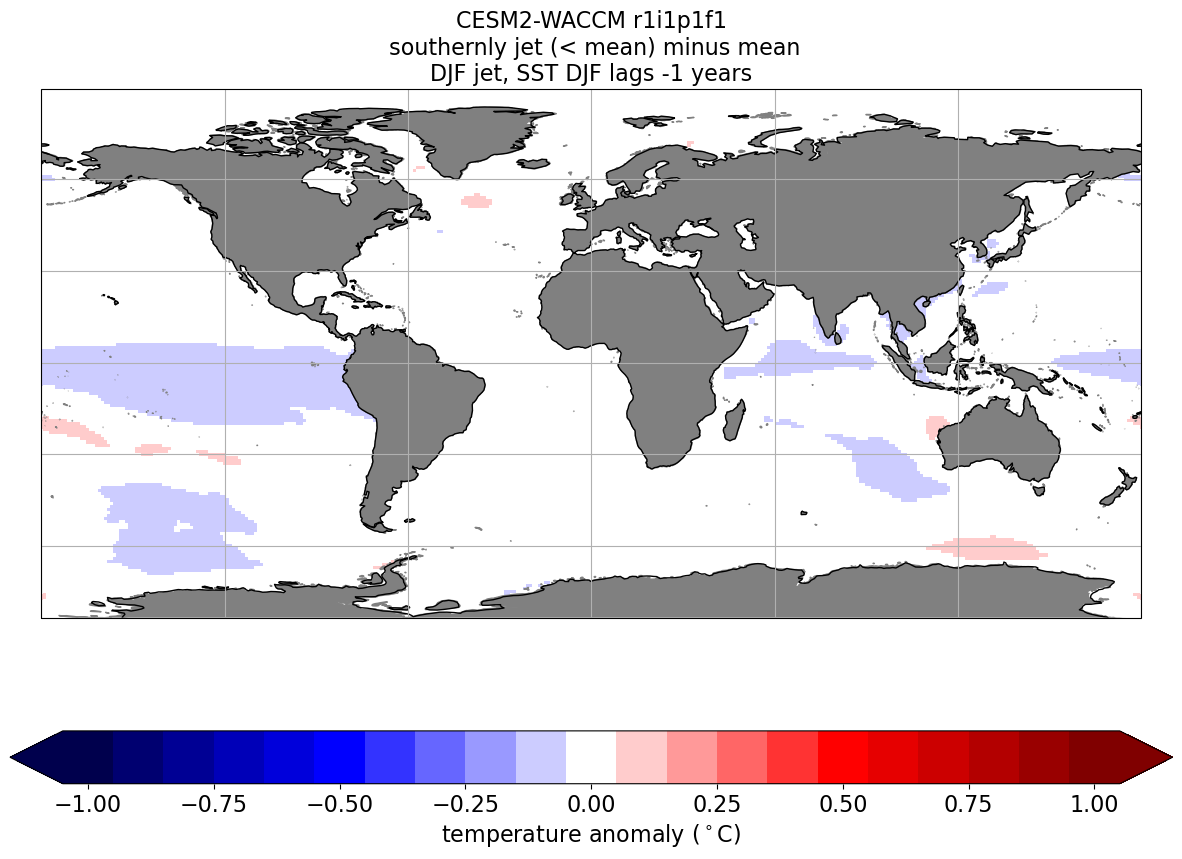 CESM2-WACCM r1i1p1f1
southernly jet (< mean) minus mean
DJF jet, SST DJF lags -1 years
−1.00 −0.75 −0.50 −0.25 0.00 0.25 0.50 0.75 1.00
temperature anomaly (°C)